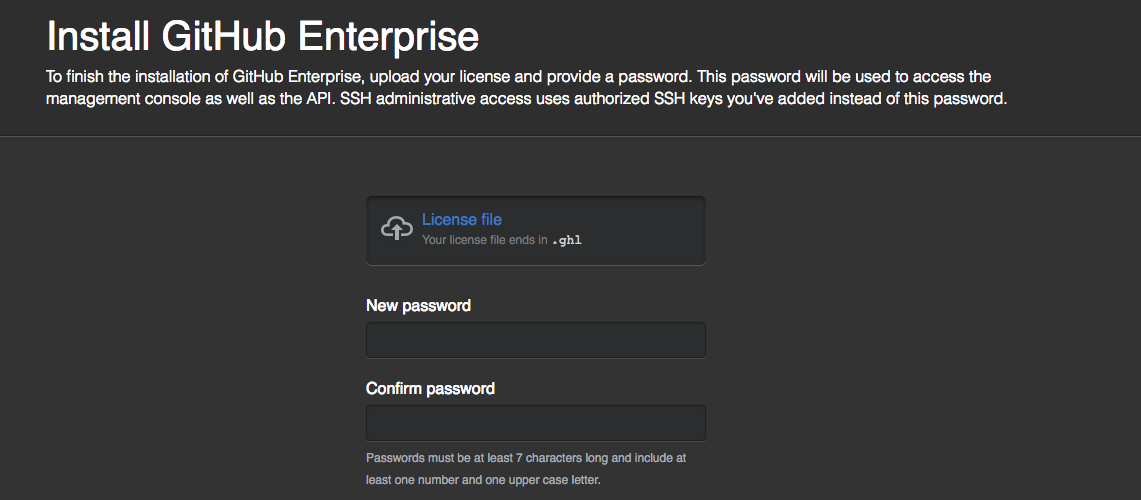 Install GitHub Enterprise
To finish the installation of GitHub Enterprise, upload your license and provide a password. This password will be used to access the
management console as well as the API. SSH administrative access uses authorized SSH keys you've added instead of this password.
License file
Your license file ends in .ghl
New password
Confirm password
Passwords must be at least 7 characters long and include at
least one number and one upper case letter.